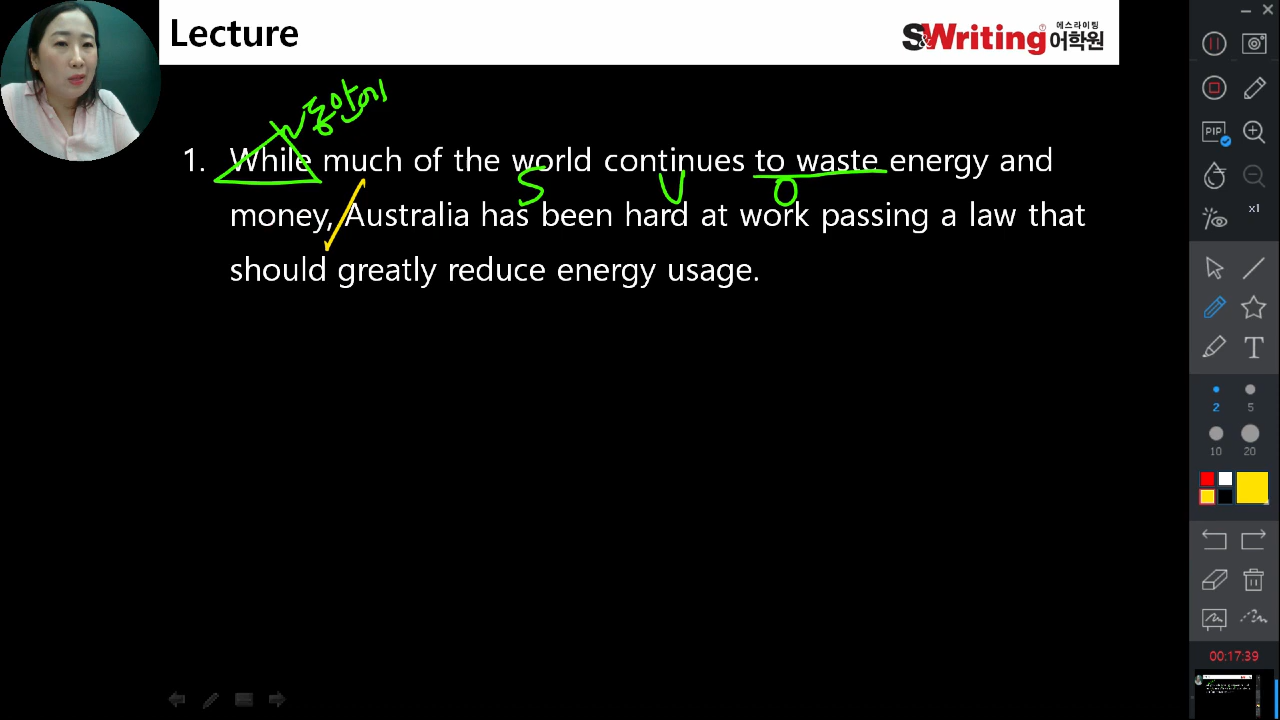 Lecture
S&Writing 에스라이팅 어학원
~동안에
1. While much of the world continues to waste energy and
S V O
money, Australia has been hard at work passing a law that
should greatly reduce energy usage.
PIP
x1
T
2 5
10 20
00:17:39